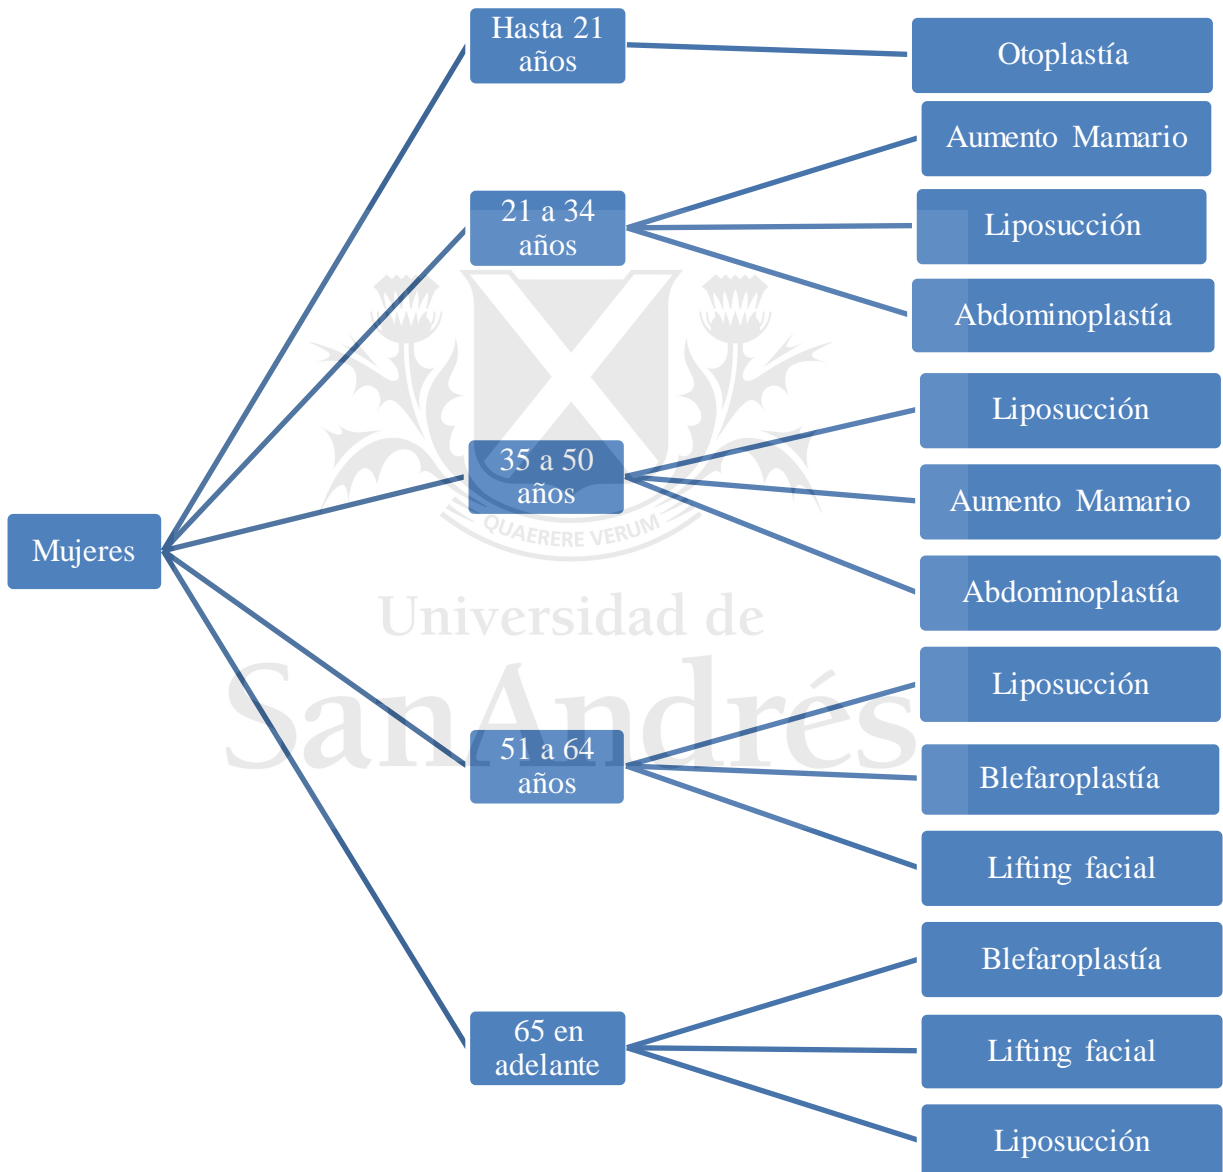 Mujeres
Hasta 21
años
Otoplastía
21 a 34
años
Aumento Mamario
Liposucción
Abdominoplastía
35 a 50
años
Liposucción
Aumento Mamario
Abdominoplastía
51 a 64
años
Liposucción
Blefaroplastía
Lifting facial
65 en
adelante
Blefaroplastía
Lifting facial
Liposucción
QUAERERE VERUM
Universidad de
SanAndrés